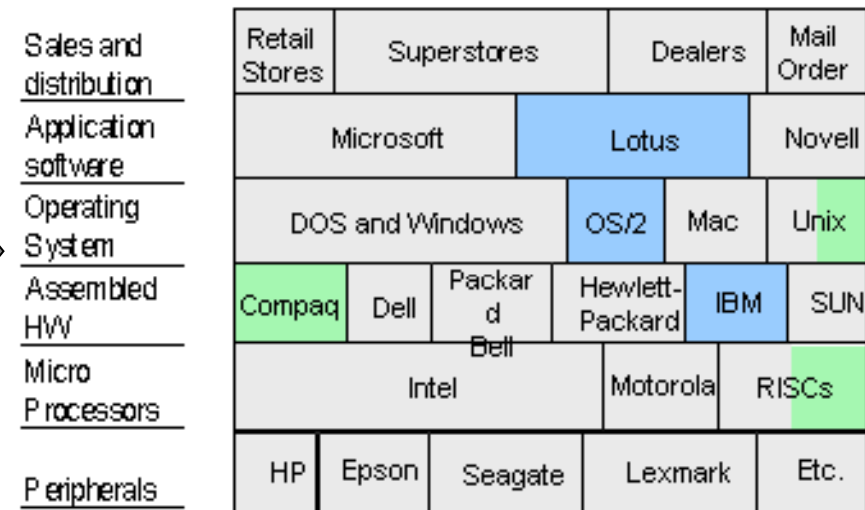 Sales and
distribution
Retail
Stores
Superstores
Dealers
Mail
Order
Application
software
Microsoft
Lotus
Novell
Operating
System
DOS and Windows
OS/2
Mac
Unix
Assembled
HW
Compaq
Dell
Packar
d
Bell
Hewlett-
Packard
IBM
SUN
Micro
Processors
Intel
Motorola
RISCs
Peripherals
HP
Epson
Seagate
Lexmark
Etc.